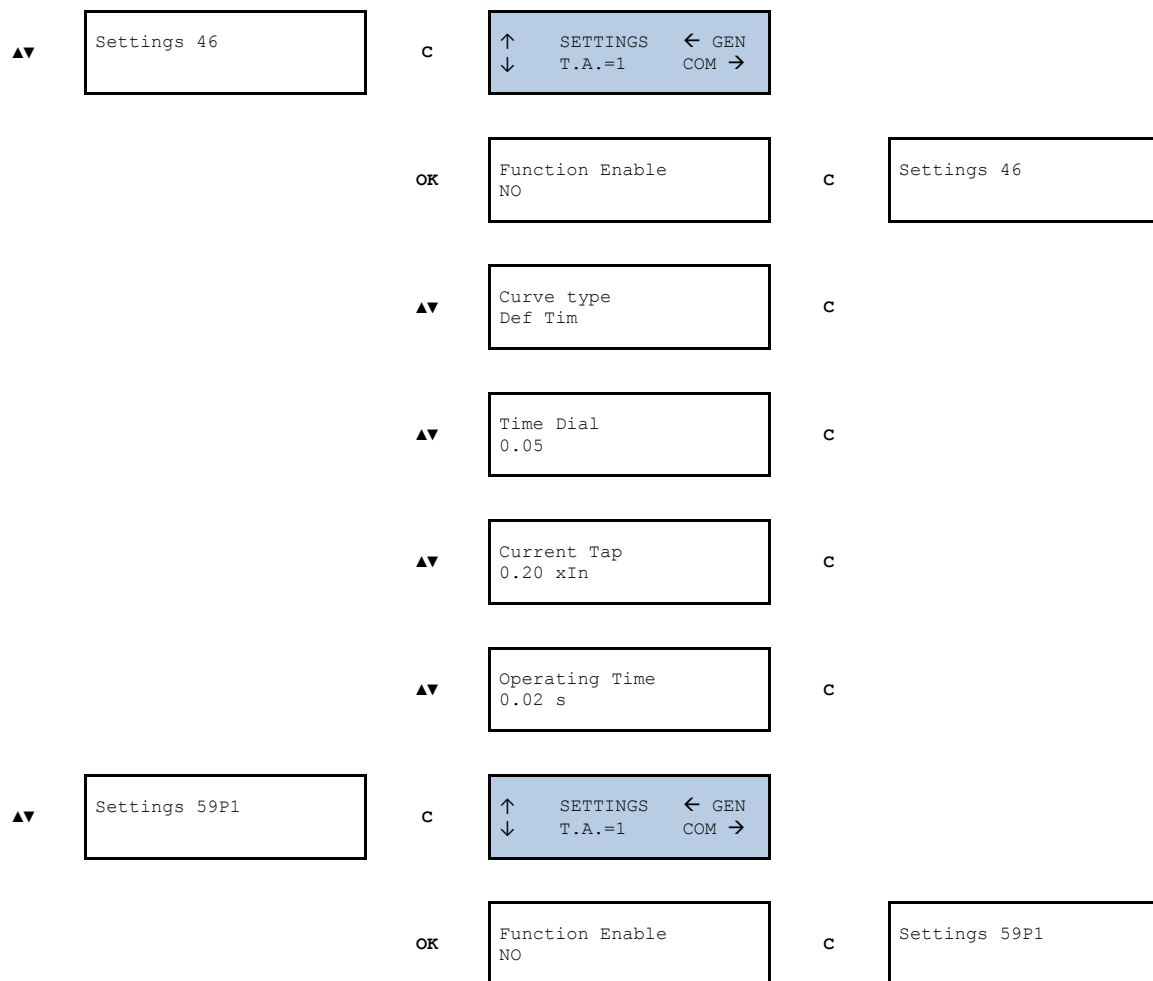 ▲▼ Settings 46 C ↑ SETTINGS ← GEN
↓ T.A.=1 COM →
OK Function Enable C Settings 46
NO
▲▼ Curve type C
Def Tim
▲▼ Time Dial C
0.05
▲▼ Current Tap C
0.20 xIn
▲▼ Operating Time C
0.02 s
▲▼ Settings 59P1 C ↑ SETTINGS ← GEN
↓ T.A.=1 COM →
OK Function Enable C Settings 59P1
NO